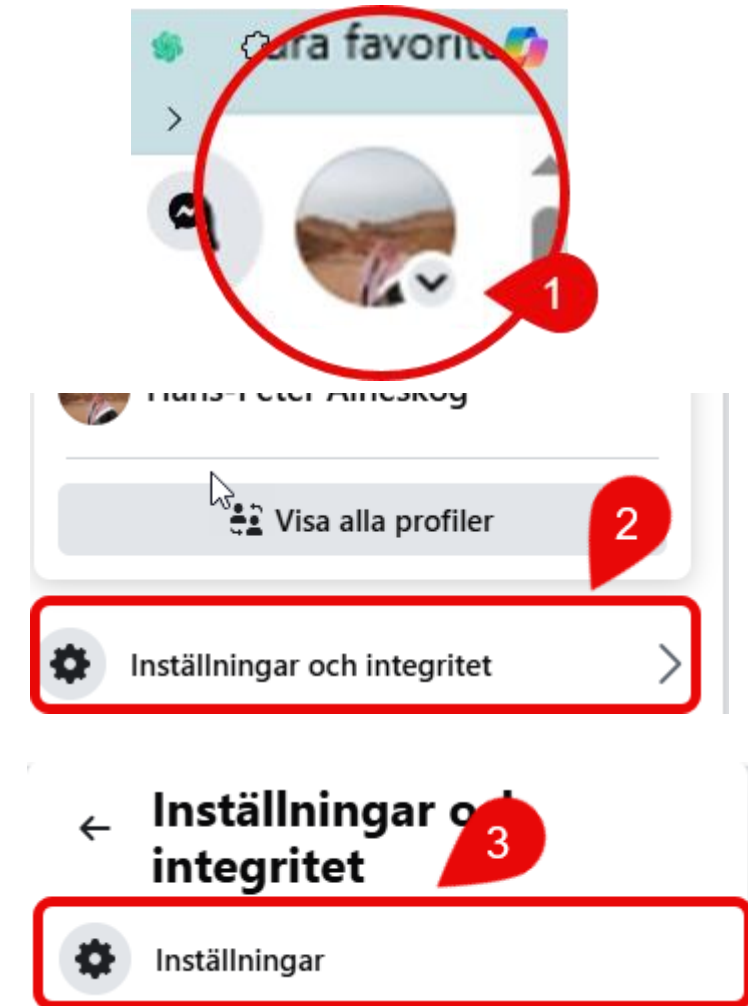 1
Visa alla profiler
2
Inställningar och integritet
Inställningar
integritet
3
Inställningar